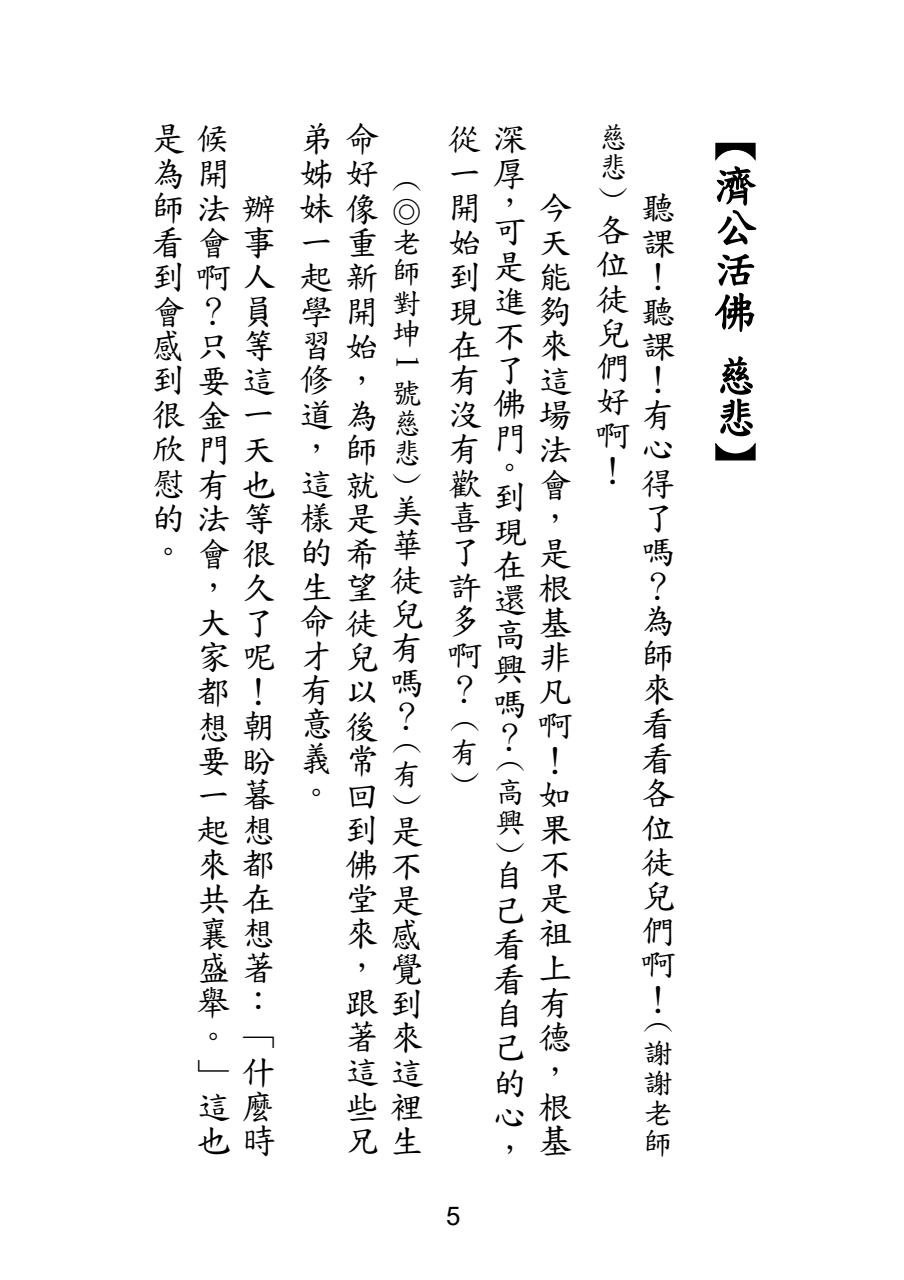 【濟公活佛 慈悲】
聽課！聽課！有心得了嗎？為師來看看各位徒兒們啊！（謝謝老師
慈悲）各位徒兒們好啊！
今天能夠來這場法會，是根基非凡啊！如果不是祖上有德，根基
深厚，可是進不了佛門。到現在還高興嗎？（高興）自己看看自己的心，
從一開始到現在有沒有歡喜了許多啊？（有）
（◎老師對坤１號慈悲）美華徒兒有嗎？（有）是不是感覺到來這裡生
命好像重新開始，為師就是希望徒兒以後常回到佛堂來，跟著這些兄
弟姊妹一起學習修道，這樣的生命才有意義。
辦事人員等這一天也等很久了呢！朝盼暮想都在想著：「什麼時
候開法會啊？只要金門有法會，大家都想要一起來共襄盛舉。」這也
是為師看到會感到很欣慰的。
5